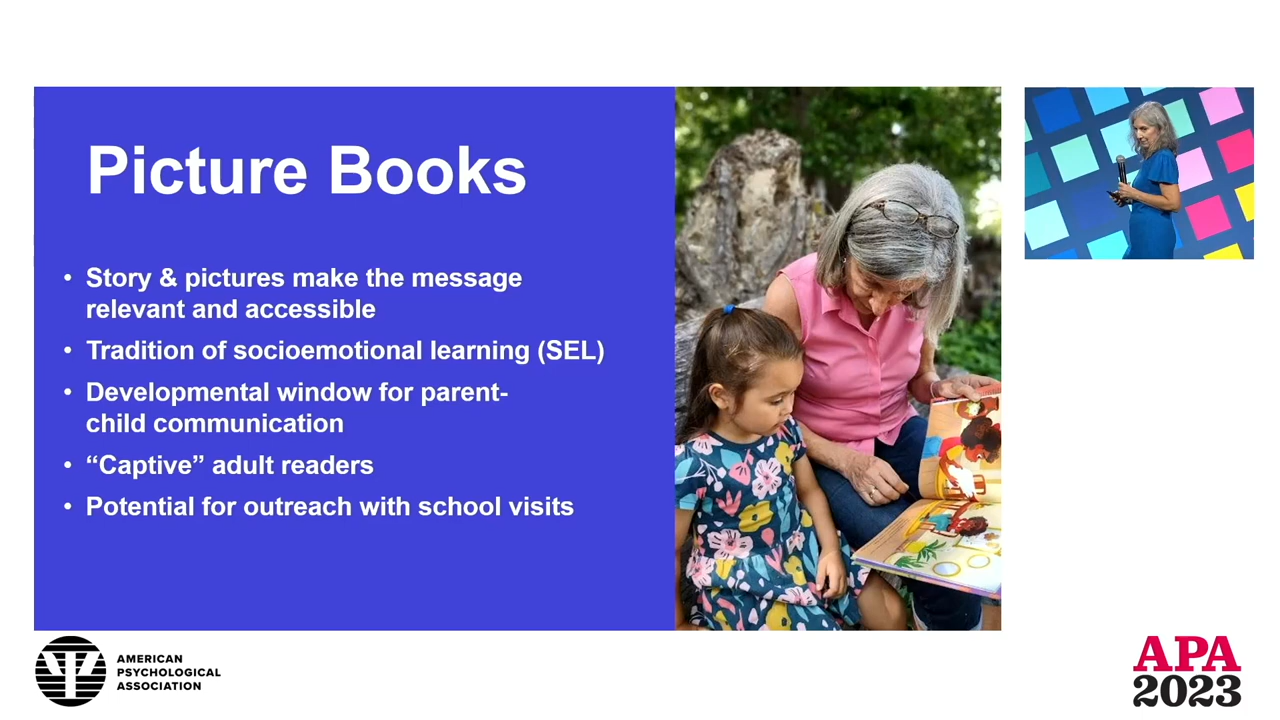 Picture Books
• Story & pictures make the message
relevant and accessible
• Tradition of socioemotional learning (SEL)
• Developmental window for parent-
child communication
• “Captive” adult readers
• Potential for outreach with school visits
AMERICAN
PSYCHOLOGICAL
ASSOCIATION
APA
2023